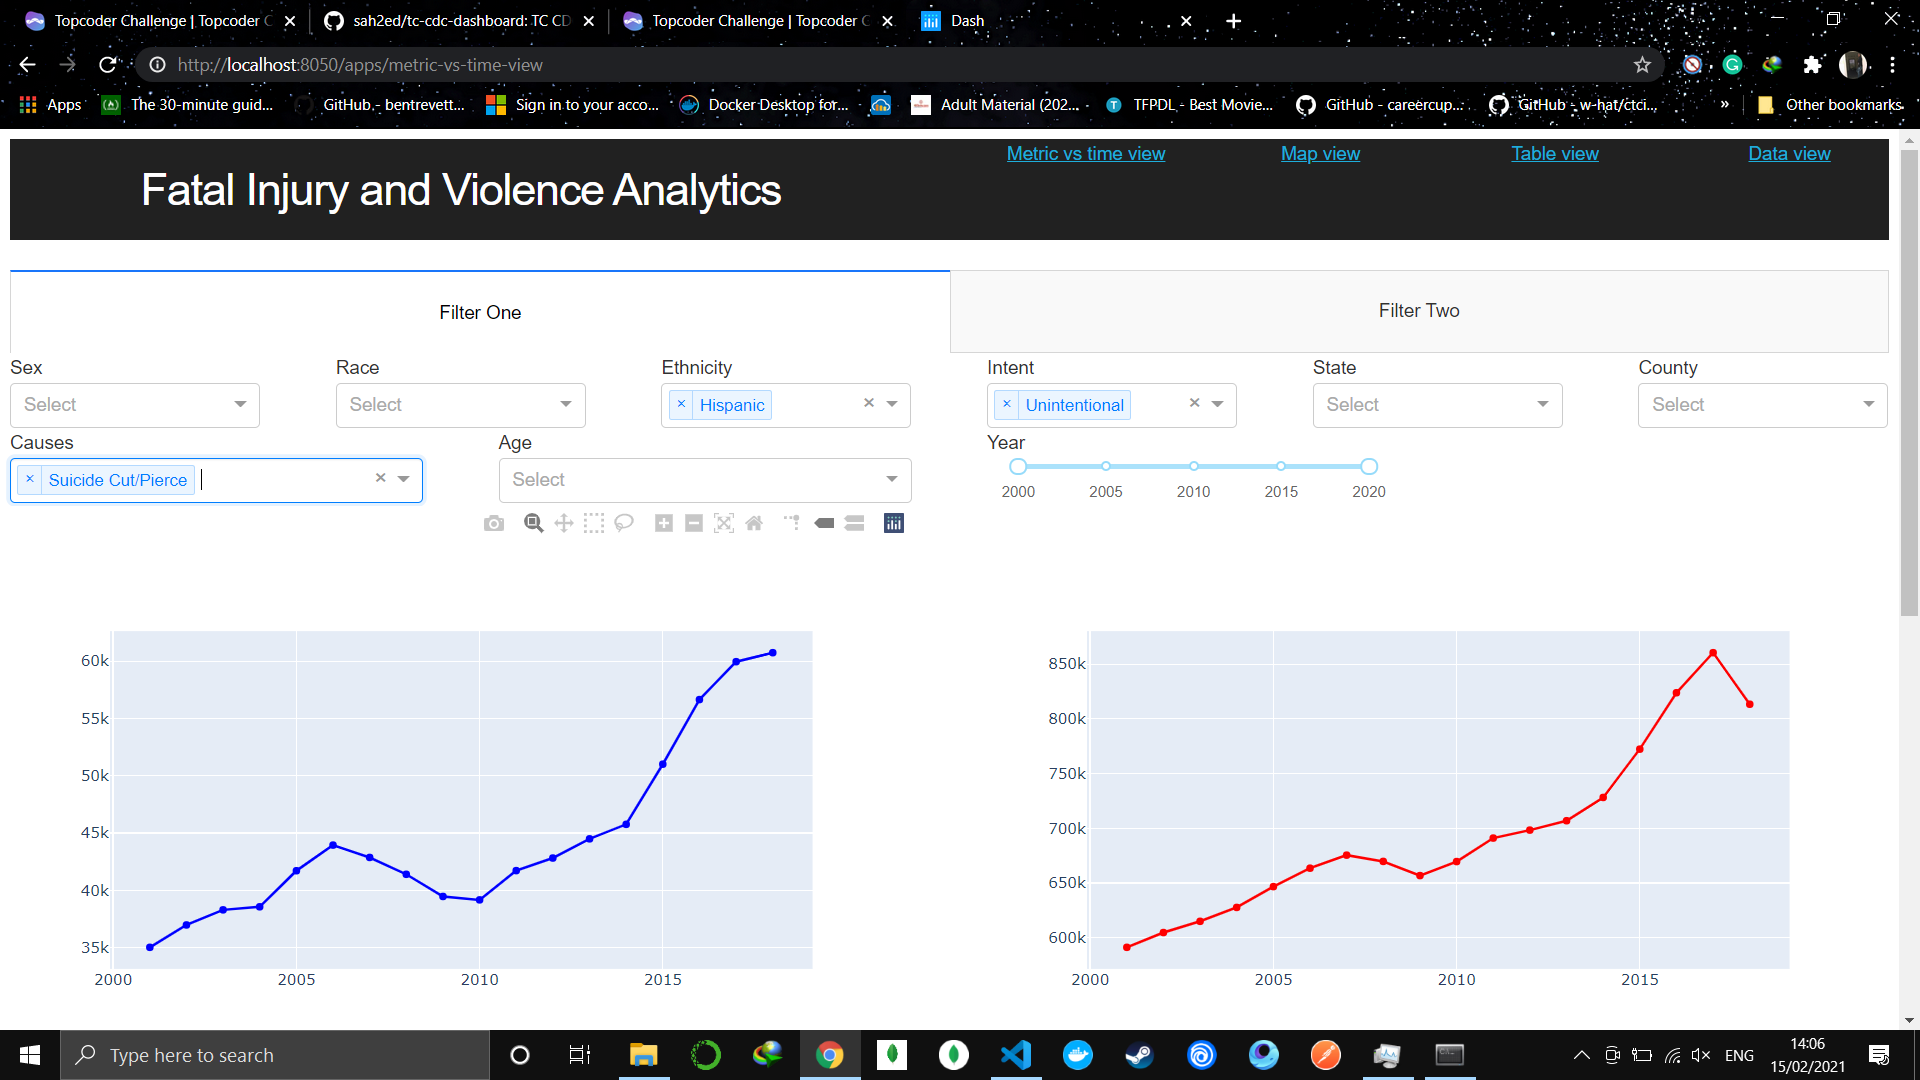 Topcoder Challenge | Topcoder C
sah2ed/tc-cdc-dashboard: TC CD
Topcoder Challenge | Topcoder C
Dash
http://localhost:8050/apps/metric-vs-time-view
Apps
The 30-minute guid...
GitHub - bentrevett...
Sign in to your acco...
Docker Desktop for...
Adult Material (202...
TFPDL - Best Movie...
GitHub - careercup...
GitHub - w-hat/ctci...
»
Other bookmarks
Fatal Injury and Violence Analytics
Metric vs time view
Map view
Table view
Data view
Filter One
Filter Two
Sex
Race
Ethnicity
Intent
State
County
Select
Select
× Hispanic ×
× Unintentional ×
Select
Select
Causes
Age
Year
× Suicide Cut/Pierce ×
Select
2000 2005 2010 2015 2020
60k
55k
50k
45k
40k
35k
2000 2005 2010 2015
850k
800k
750k
700k
650k
600k
2000 2005 2010 2015
Type here to search
ENG
14:06
15/02/2021